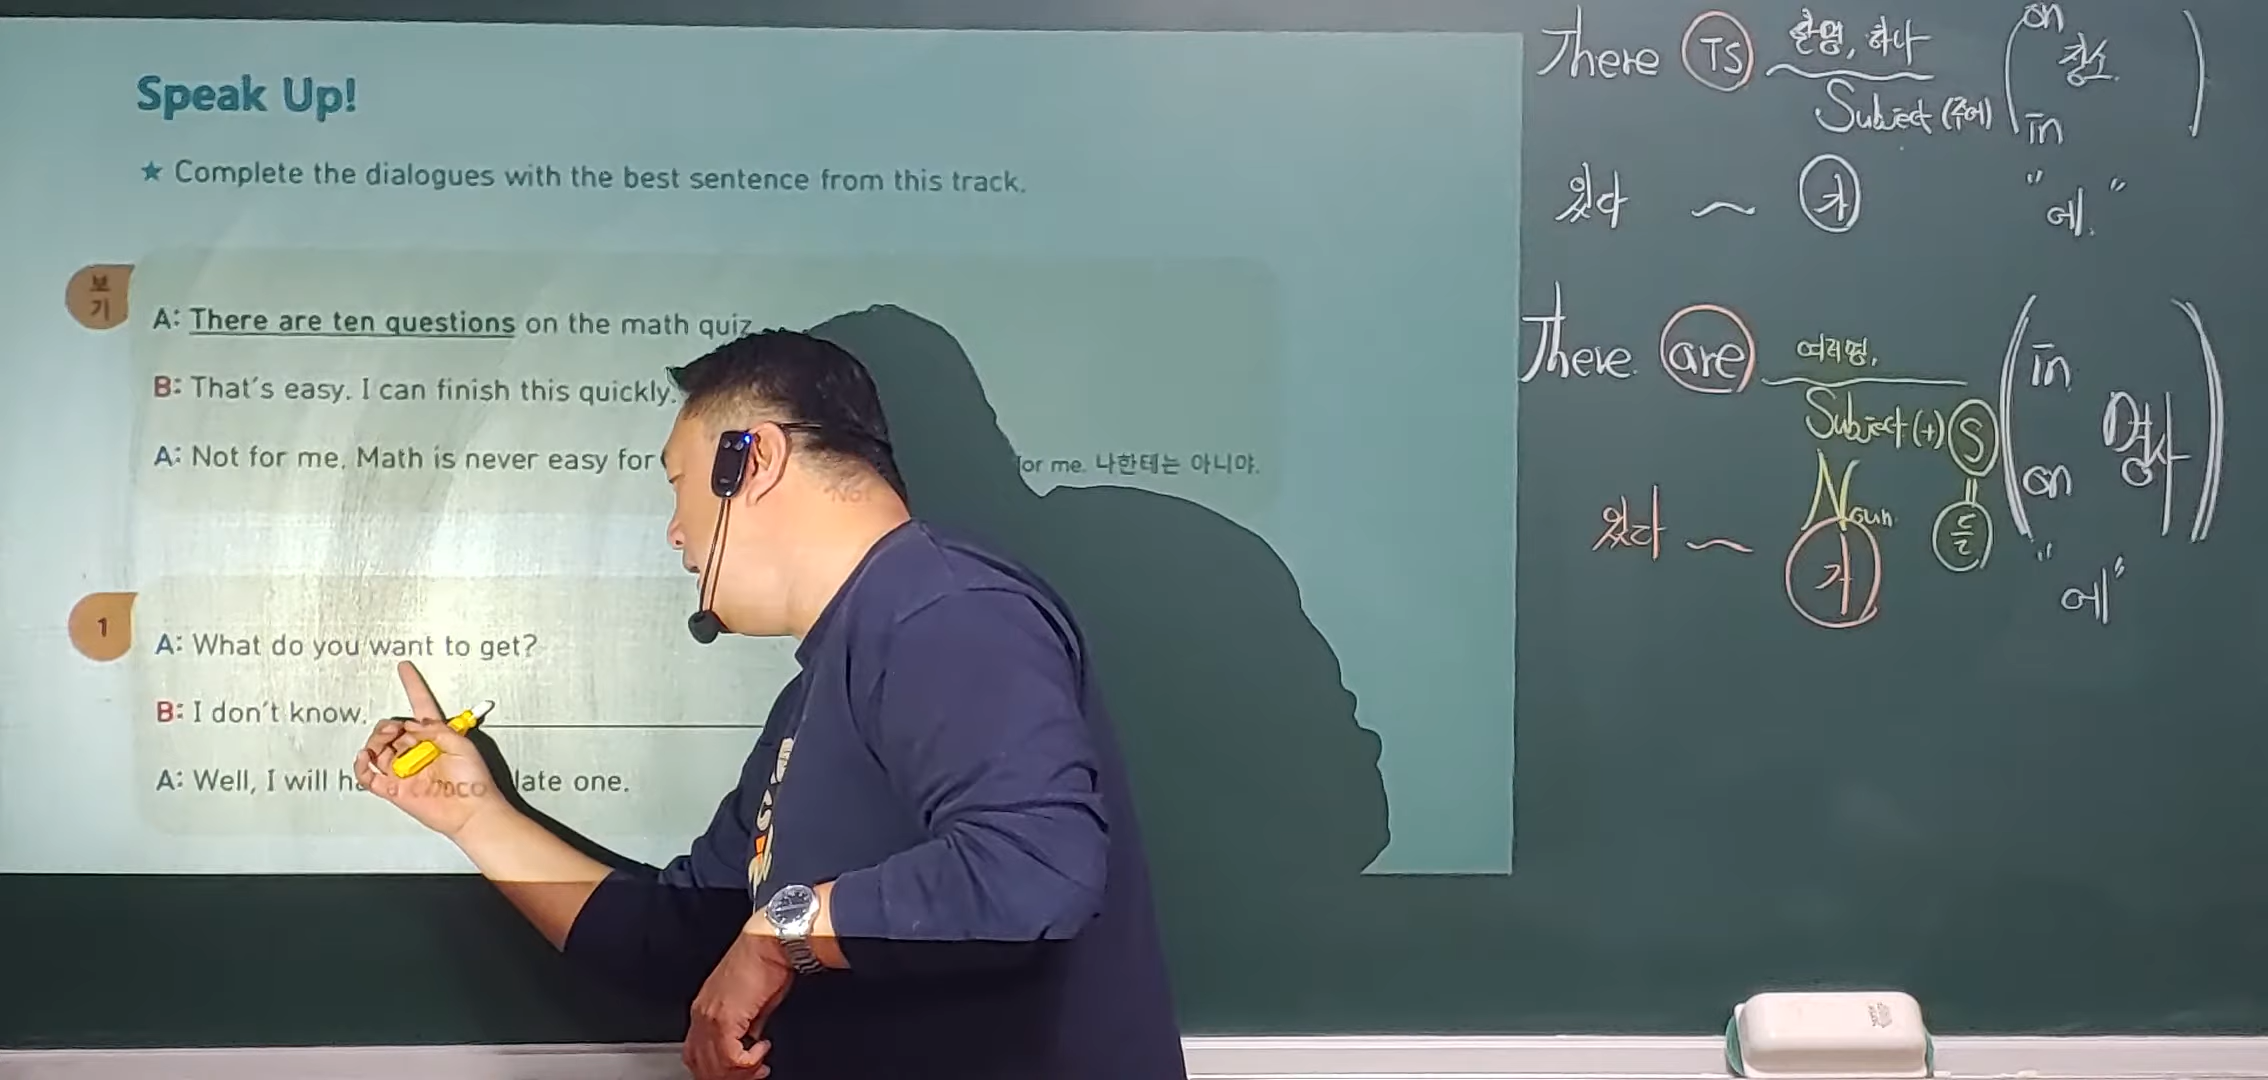 Speak Up!
★ Complete the dialogues with the best sentence from this track.
보기
A: There are ten questions on the math quiz
B: That's easy. I can finish this quickly.
A: Not for me. Math is never easy for
"Not for me. 나한테는 아니야.
1
A: What do you want to get?
B: I don't know.
A: Well, I will ha a chocolate one.
There is 한명, 하나 ( on 장소. in )
Subject (주어)
있다 ~ 가 "에."
There are 여러명, ( in on 명사 )
Subject (+) S
Noun 들
있다 ~ 가 "에"